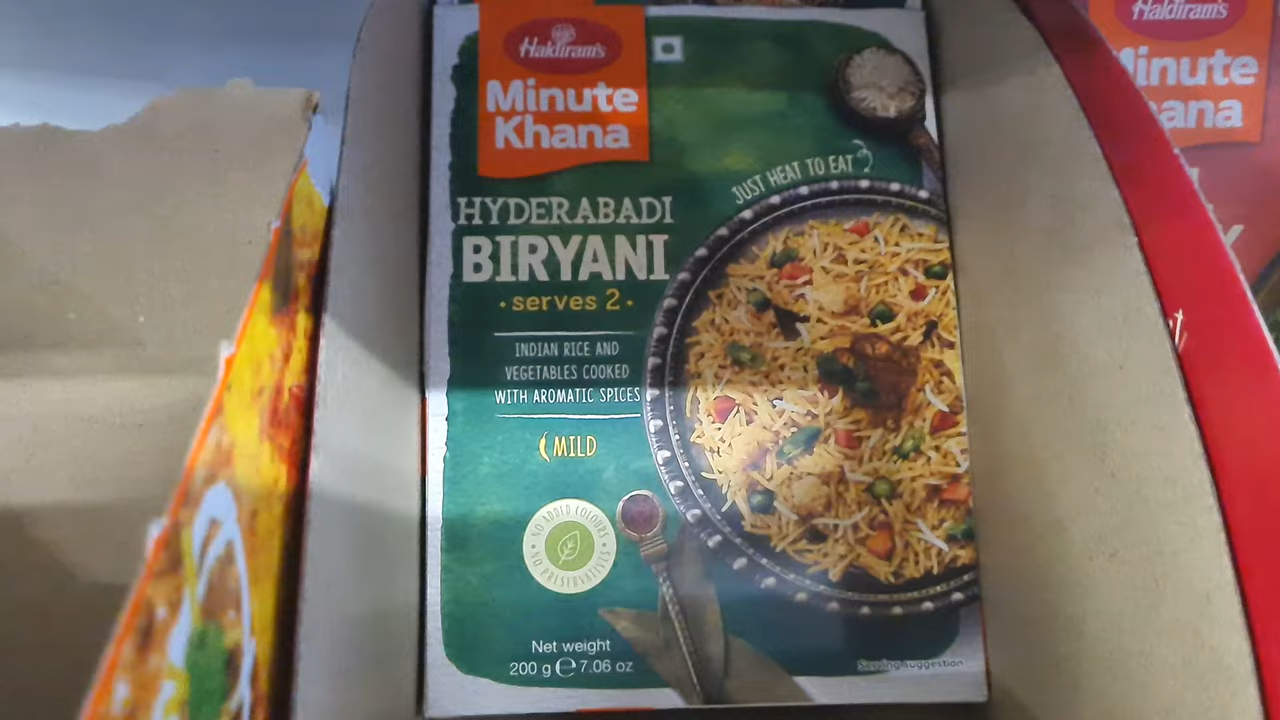 Haldiram's
Minute
Khana
JUST HEAT TO EAT
HYDERABADI
BIRYANI
• serves 2 •
INDIAN RICE AND
VEGETABLES COOKED
WITH AROMATIC SPICES
MILD
NO ADDED COLOURS
• NO PRESERVATIVES •
Net weight
200 g ℮ 7.06 oz
Serving suggestion
Haldiram's
Minute